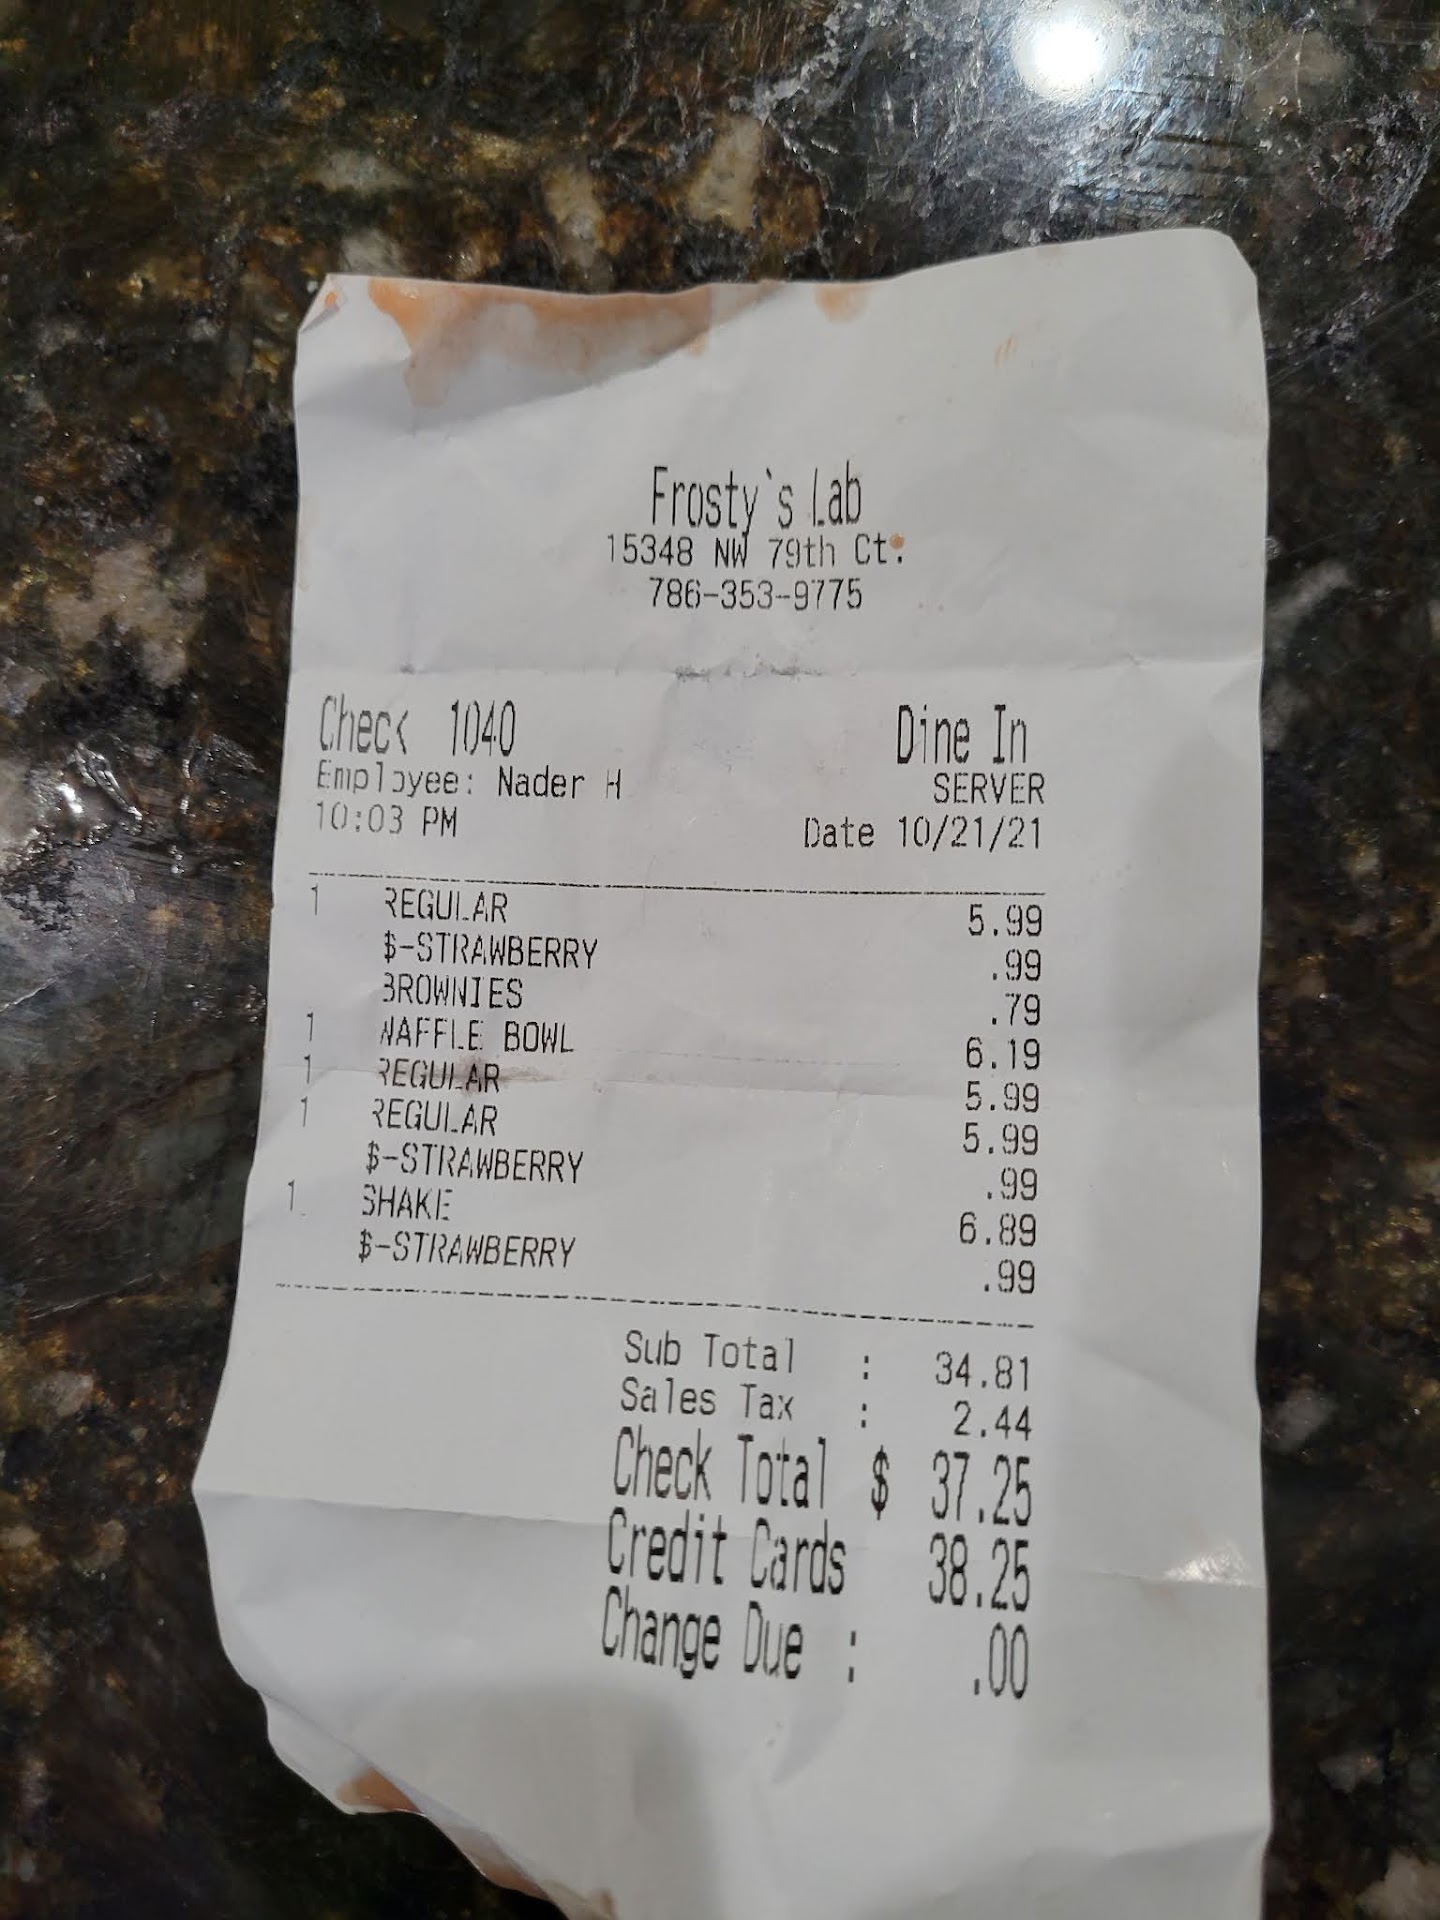 Frosty`s Lab
15348 NW 79th Ct.
786-353-9775
Check 1040 Dine In
Employee: Nader H SERVER
10:03 PM Date 10/21/21
1 REGULAR 5.99
$-STRAWBERRY .99
BROWNIES .79
1 WAFFLE BOWL 6.19
1 REGULAR 5.99
1 REGULAR 5.99
$-STRAWBERRY .99
1 SHAKE 6.89
$-STRAWBERRY .99
Sub Total : 34.81
Sales Tax : 2.44
Check Total $ 37.25
Credit Cards 38.25
Change Due : .00